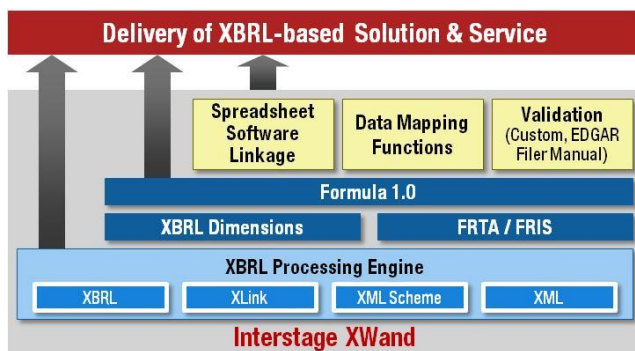 Delivery of XBRL-based Solution & Service
Spreadsheet
Software
Linkage
Data Mapping
Functions
Validation
(Custom, EDGAR
Filer Manual)
Formula 1.0
XBRL Dimensions
FRTA / FRIS
XBRL Processing Engine
XBRL
XLink
XML Scheme
XML
Interstage XWand